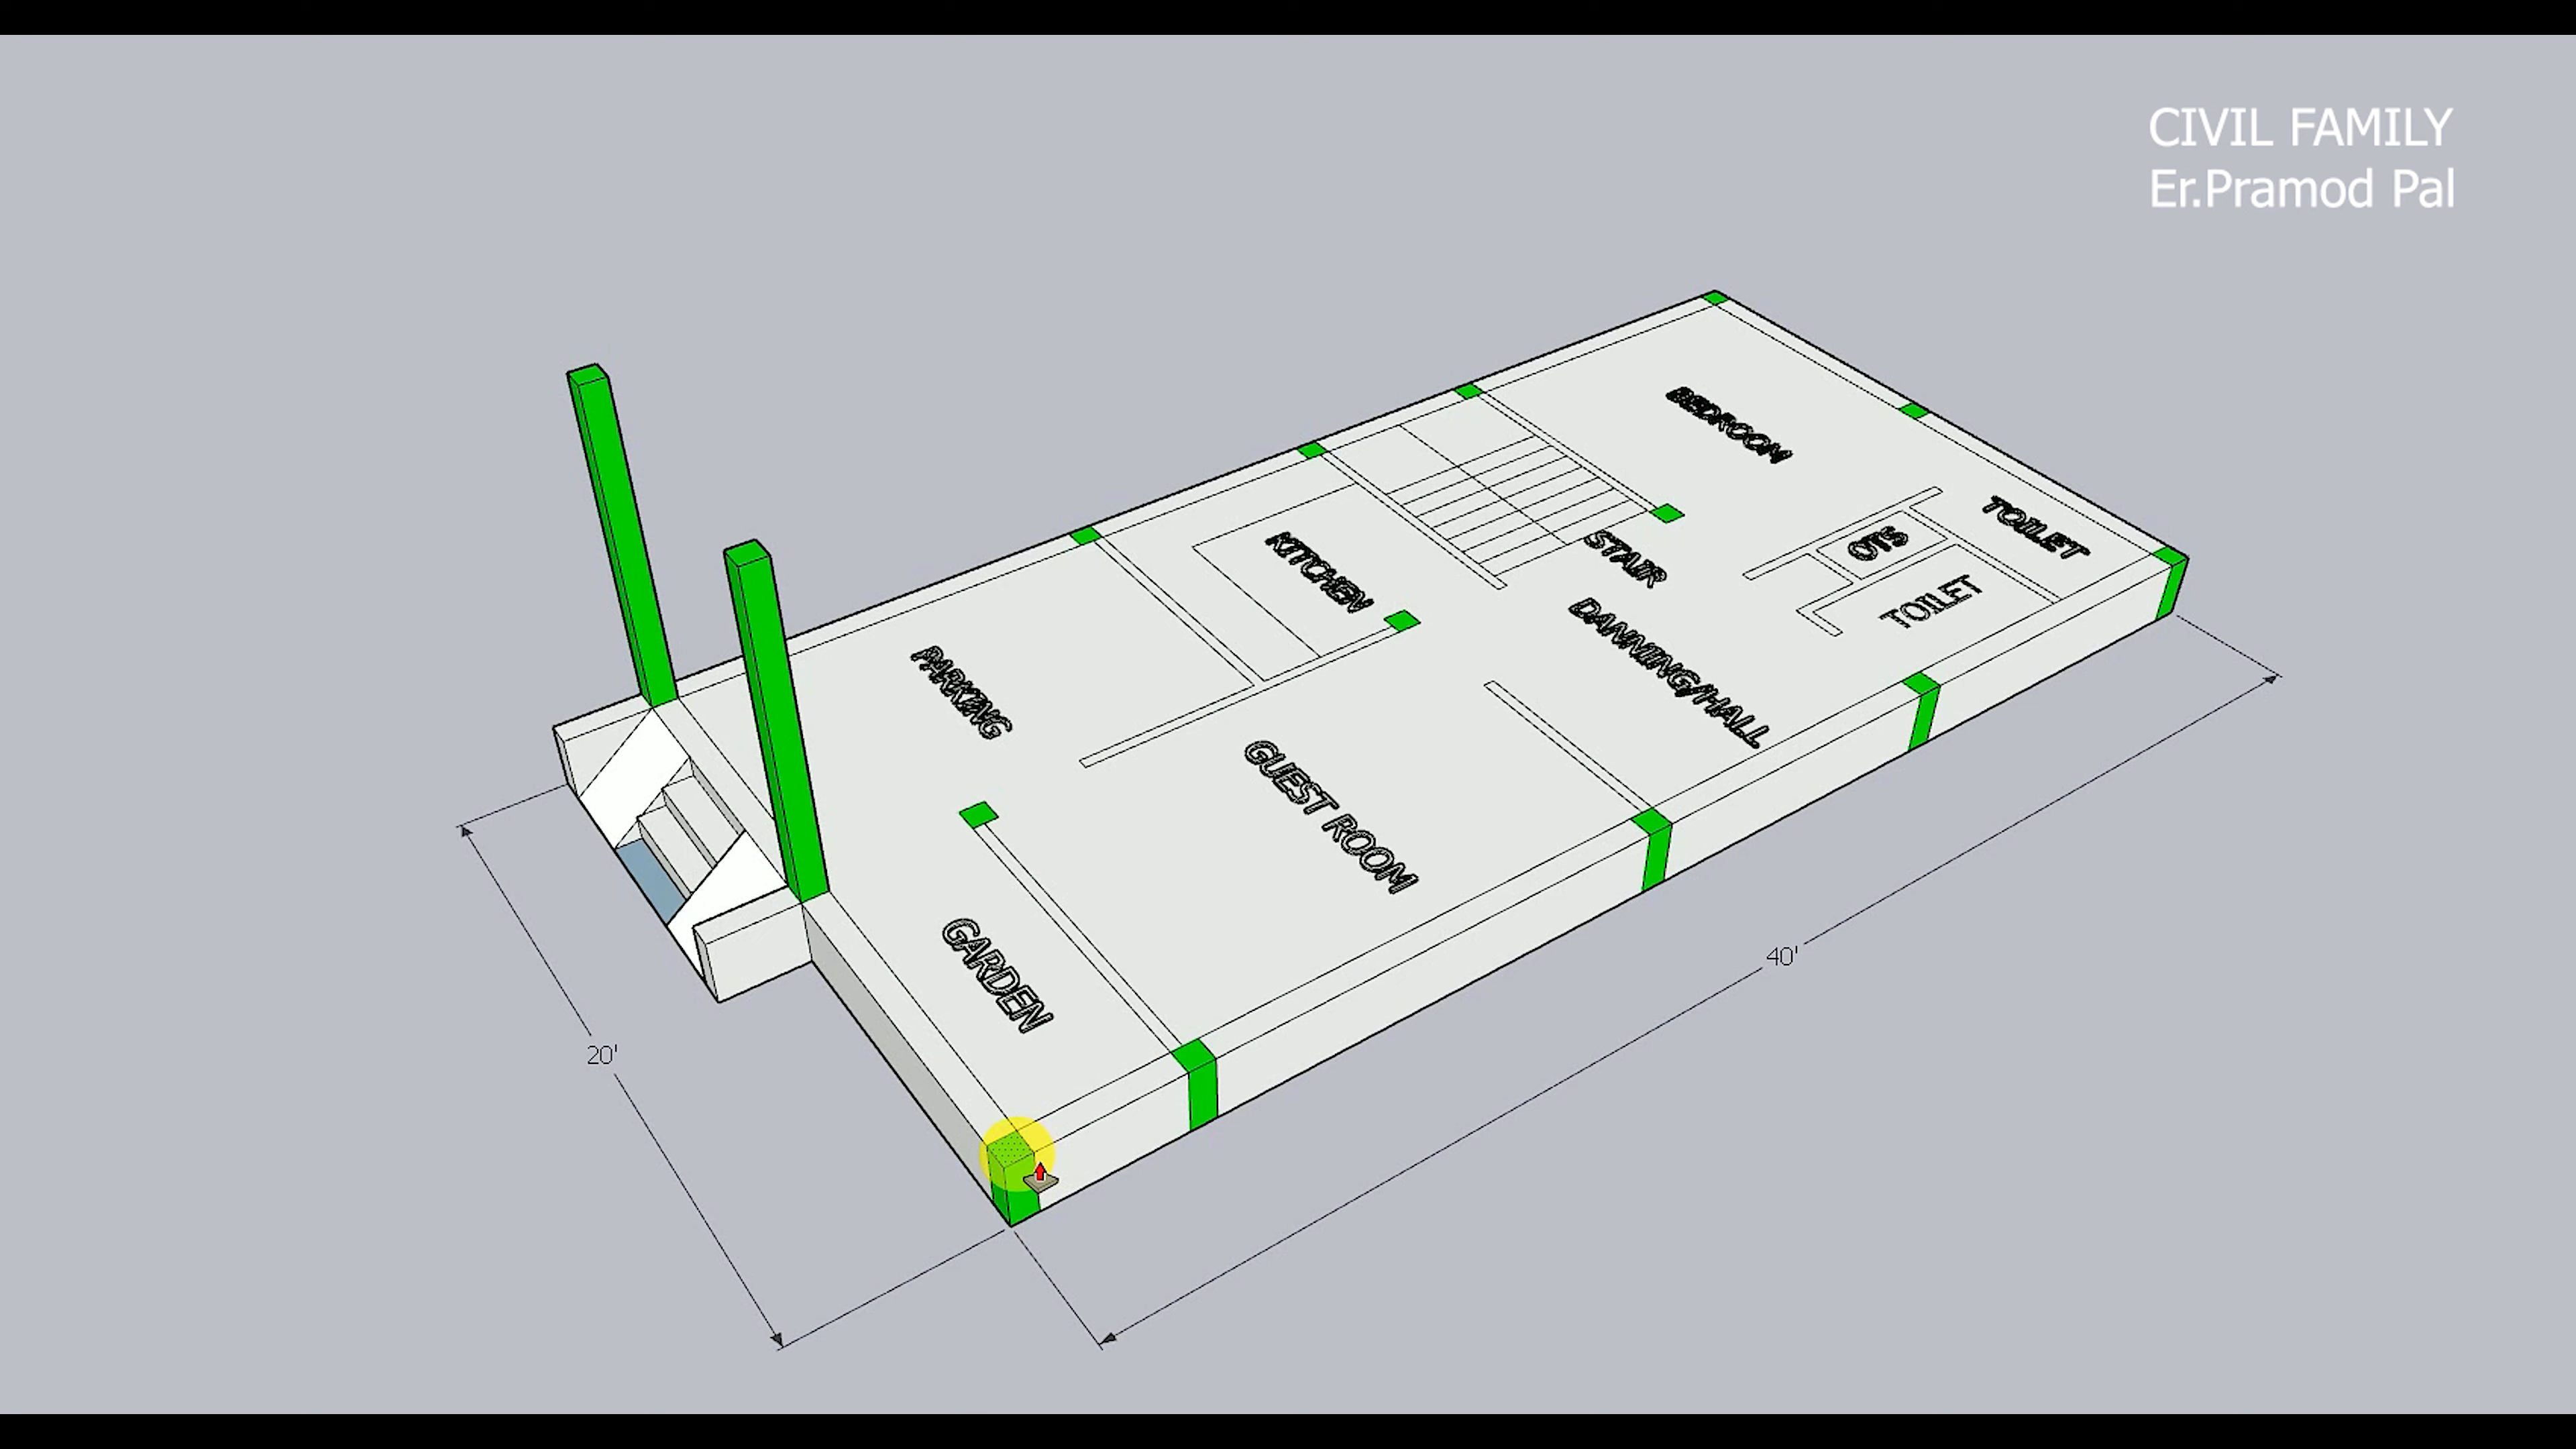 CIVIL FAMILY
Er.Pramod Pal
BEDROOM
TOILET
OTS
KITCHEN
STAIR
TOILET
DANNING/HALL
PARKING
GUEST ROOM
GARDEN
40'
20'